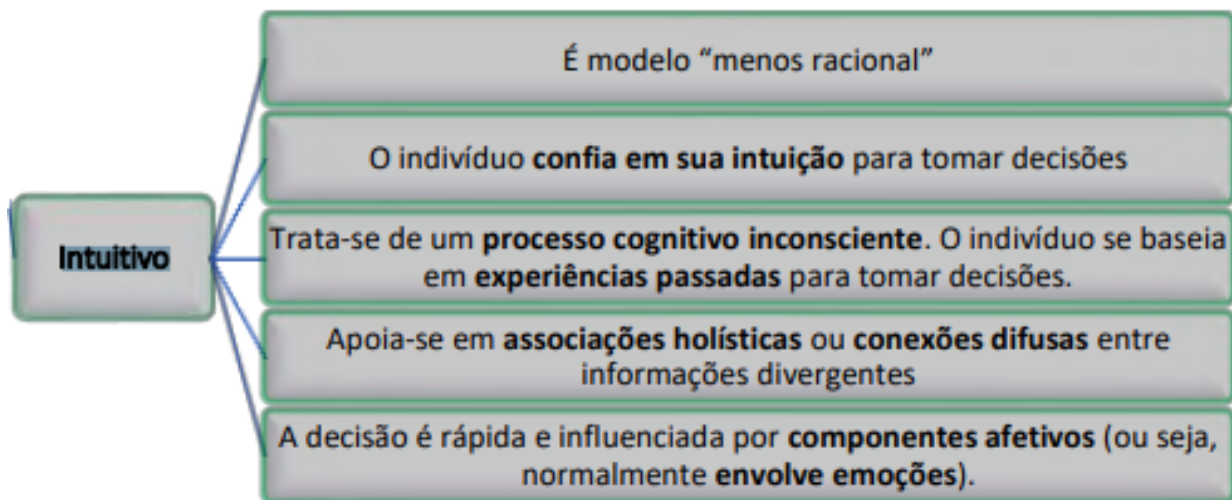 É modelo “menos racional”
O indivíduo confia em sua intuição para tomar decisões
Intuitivo
Trata-se de um processo cognitivo inconsciente. O indivíduo se baseia
em experiências passadas para tomar decisões.
Apoia-se em associações holísticas ou conexões difusas entre
informações divergentes
A decisão é rápida e influenciada por componentes afetivos (ou seja,
normalmente envolve emoções).